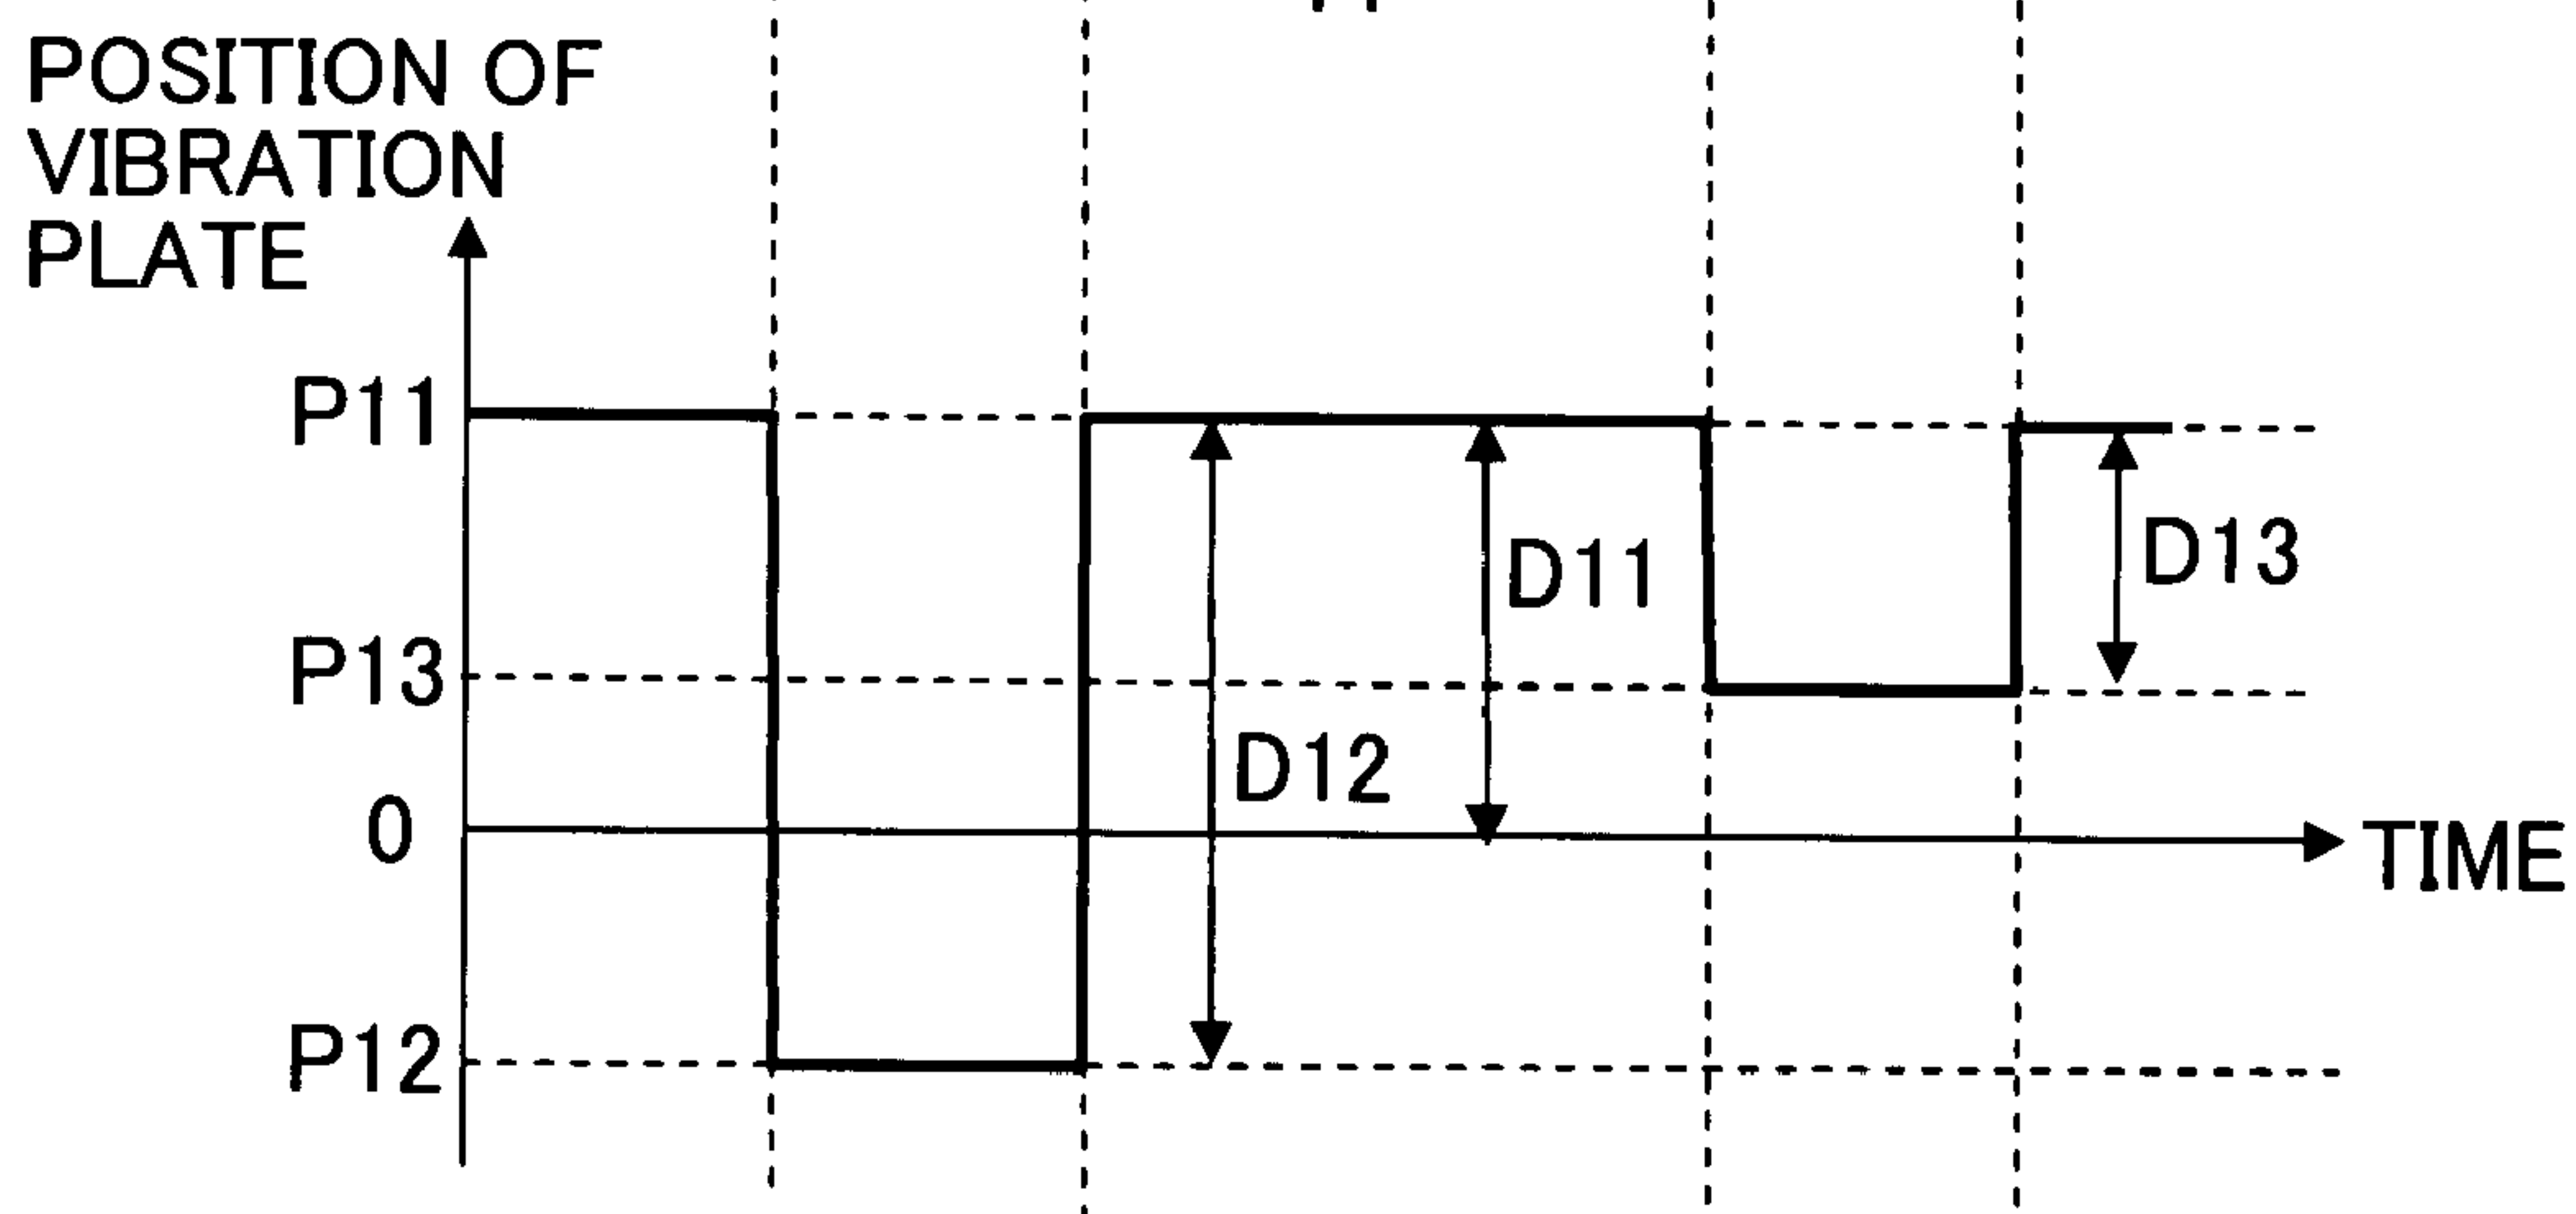 POSITION OF
VIBRATION
PLATE
P11
D11
D13
P13
D12
0
TIME
P12